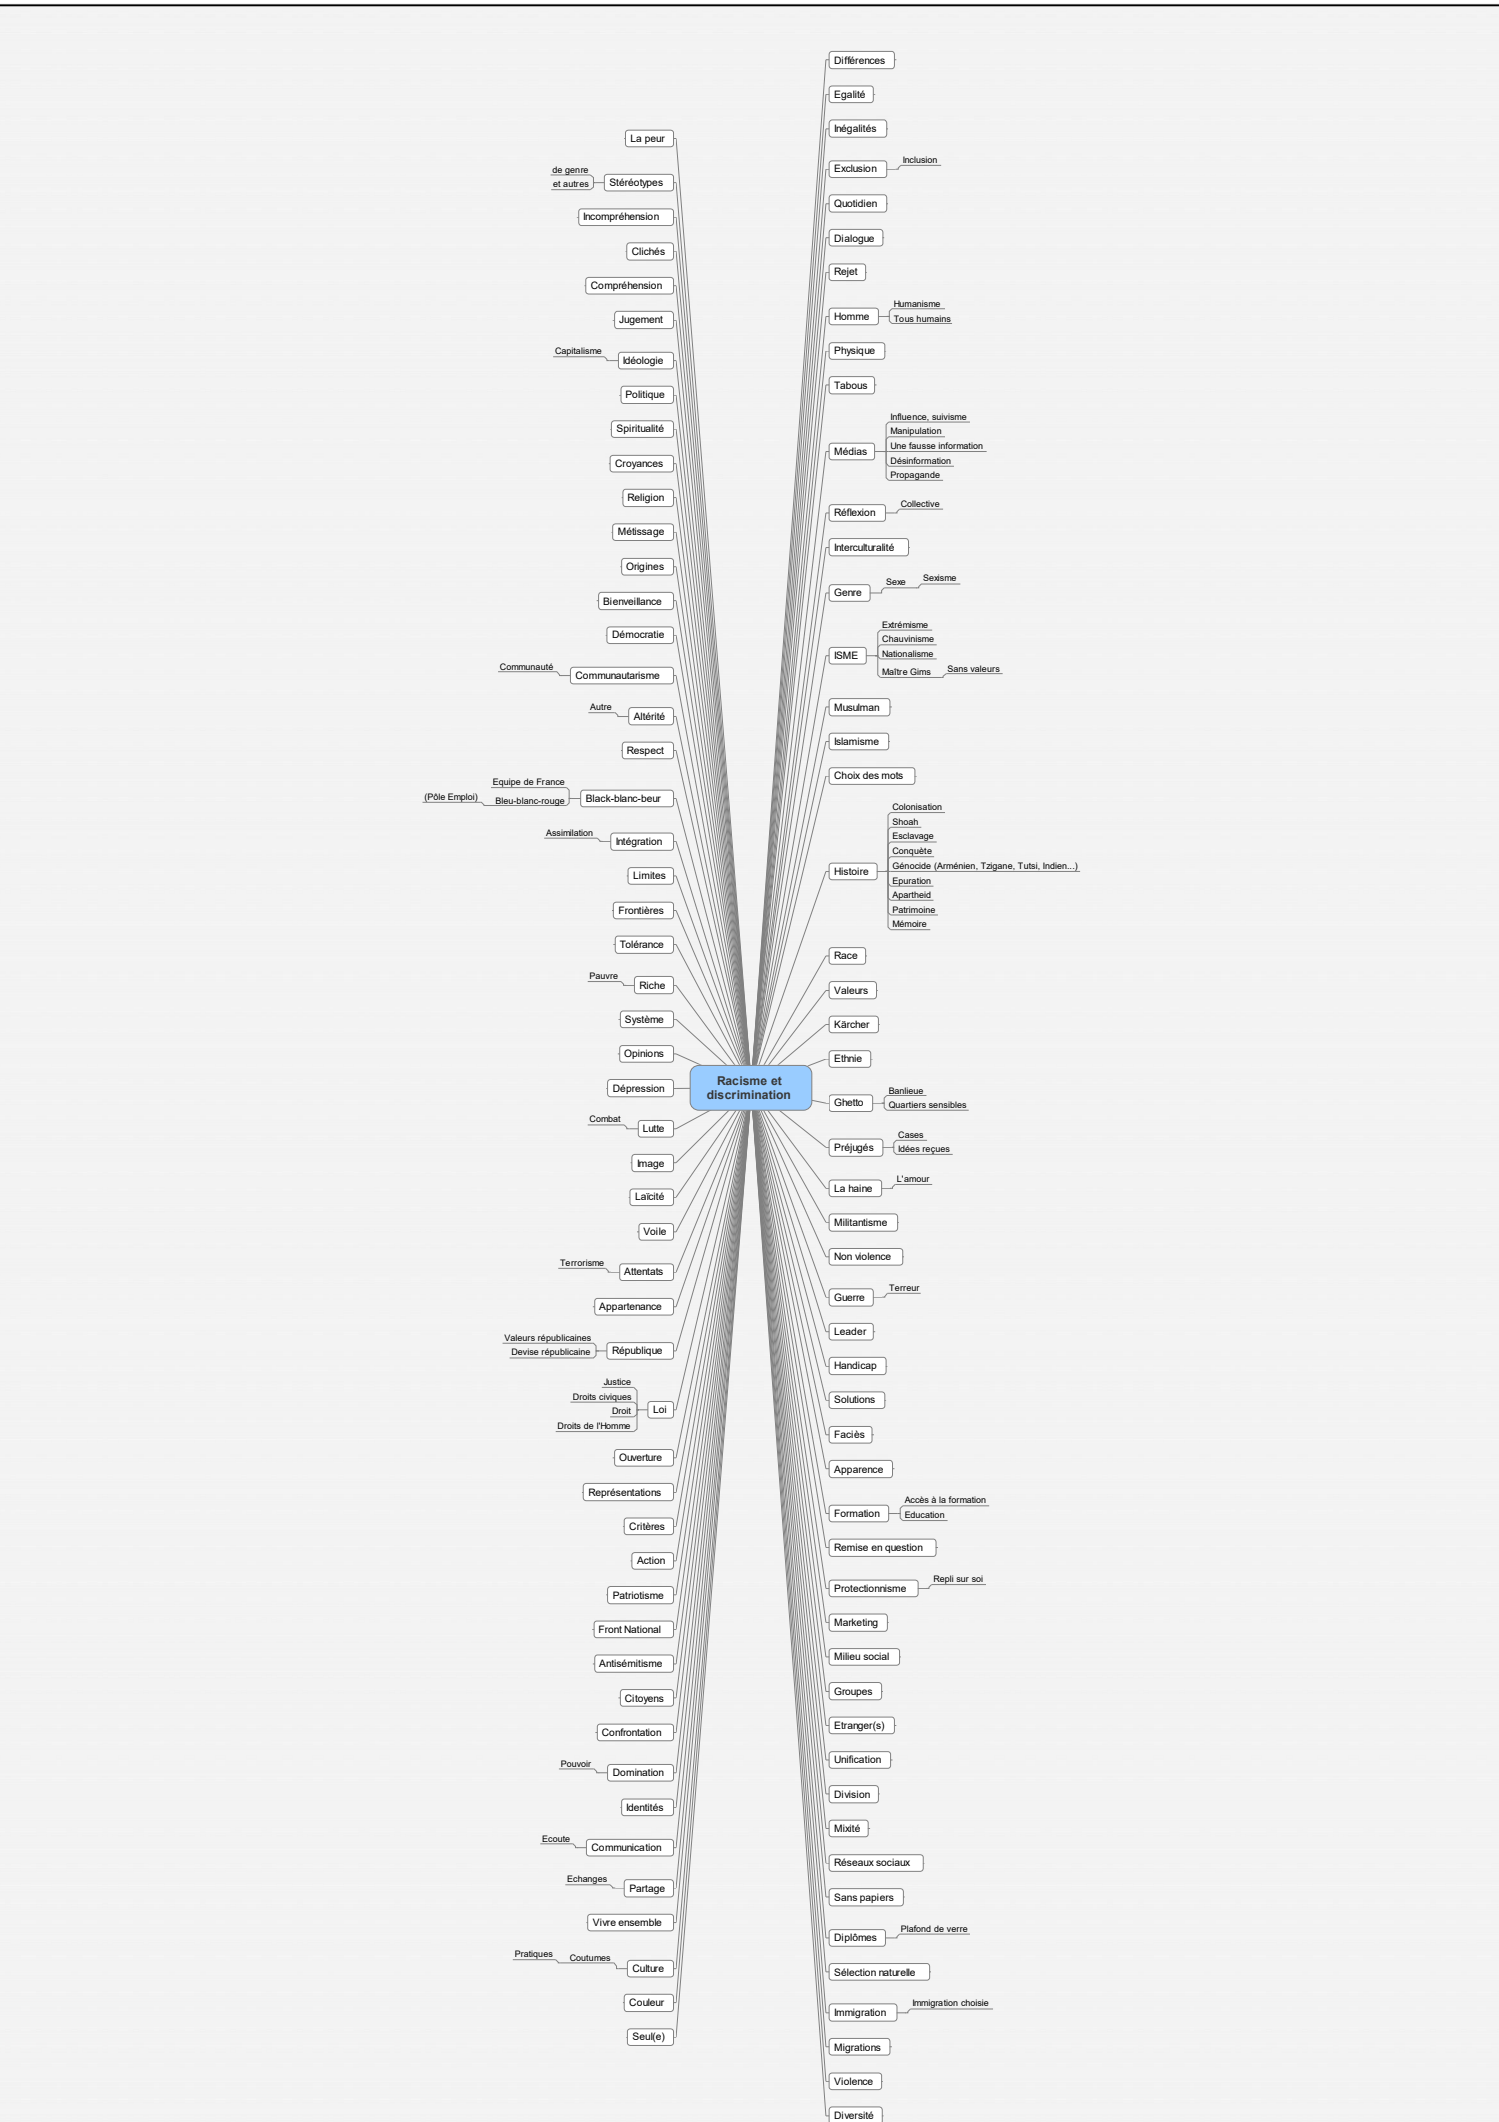 La peur
de genre
et autres
Stéréotypes
Incompréhension
Clichés
Compréhension
Jugement
Capitalisme
Idéologie
Politique
Spiritualité
Croyances
Religion
Métissage
Origines
Bienveillance
Démocratie
Communauté
Communautarisme
Autre
Altérité
Respect
Equipe de France
(Pôle Emploi)
Bleu-blanc-rouge
Black-blanc-beur
Assimilation
Intégration
Limites
Frontières
Tolérance
Pauvre
Riche
Système
Opinions
Dépression
Combat
Lutte
Image
Laïcité
Voile
Terrorisme
Attentats
Appartenance
Valeurs républicaines
Devise républicaine
République
Justice
Droits civiques
Droit
Droits de l'Homme
Loi
Ouverture
Représentations
Critères
Action
Patriotisme
Front National
Antisémitisme
Citoyens
Confrontation
Pouvoir
Domination
Identités
Ecoute
Communication
Echanges
Partage
Vivre ensemble
Pratiques
Coutumes
Culture
Couleur
Seul(e)
Racisme et
discrimination
Différences
Egalité
Inégalités
Exclusion
Inclusion
Quotidien
Dialogue
Rejet
Homme
Humanisme
Tous humains
Physique
Tabous
Médias
Influence, suivisme
Manipulation
Une fausse information
Désinformation
Propagande
Réflexion
Collective
Interculturalité
Genre
Sexe
Sexisme
ISME
Extrémisme
Chauvinisme
Nationalisme
Maître Gims
Sans valeurs
Musulman
Islamisme
Choix des mots
Histoire
Colonisation
Shoah
Esclavage
Conquète
Génocide (Arménien, Tzigane, Tutsi, Indien...)
Epuration
Apartheid
Patrimoine
Mémoire
Race
Valeurs
Kärcher
Ethnie
Ghetto
Banlieue
Quartiers sensibles
Préjugés
Cases
Idées reçues
La haine
L'amour
Militantisme
Non violence
Guerre
Terreur
Leader
Handicap
Solutions
Faciès
Apparence
Formation
Accès à la formation
Education
Remise en question
Protectionnisme
Repli sur soi
Marketing
Milieu social
Groupes
Etranger(s)
Unification
Division
Mixité
Réseaux sociaux
Sans papiers
Diplômes
Plafond de verre
Sélection naturelle
Immigration
Immigration choisie
Migrations
Violence
Diversité